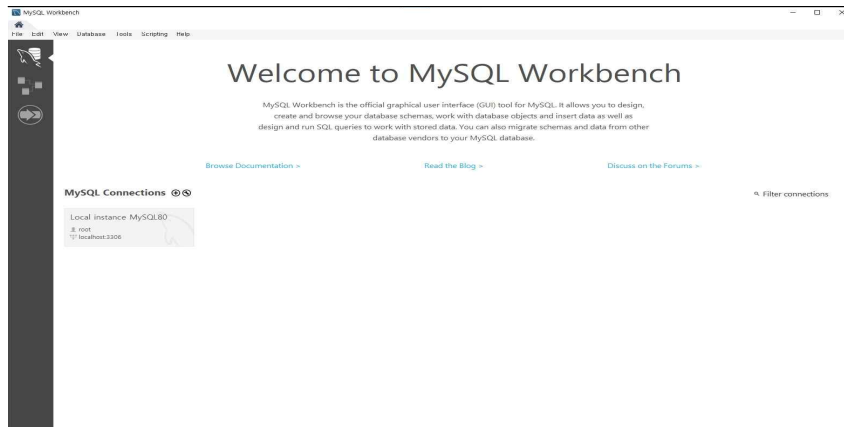 MySQL Workbench
File Edit View Database Tools Scripting Help
Welcome to MySQL Workbench
MySQL Workbench is the official graphical user interface (GUI) tool for MySQL. It allows you to design,
create and browse your database schemas, work with database objects and insert data as well as
design and run SQL queries to work with stored data. You can also migrate schemas and data from other
database vendors to your MySQL database.
Browse Documentation >
Read the Blog >
Discuss on the Forums >
MySQL Connections
Filter connections
Local instance MySQL80
root
localhost:3306